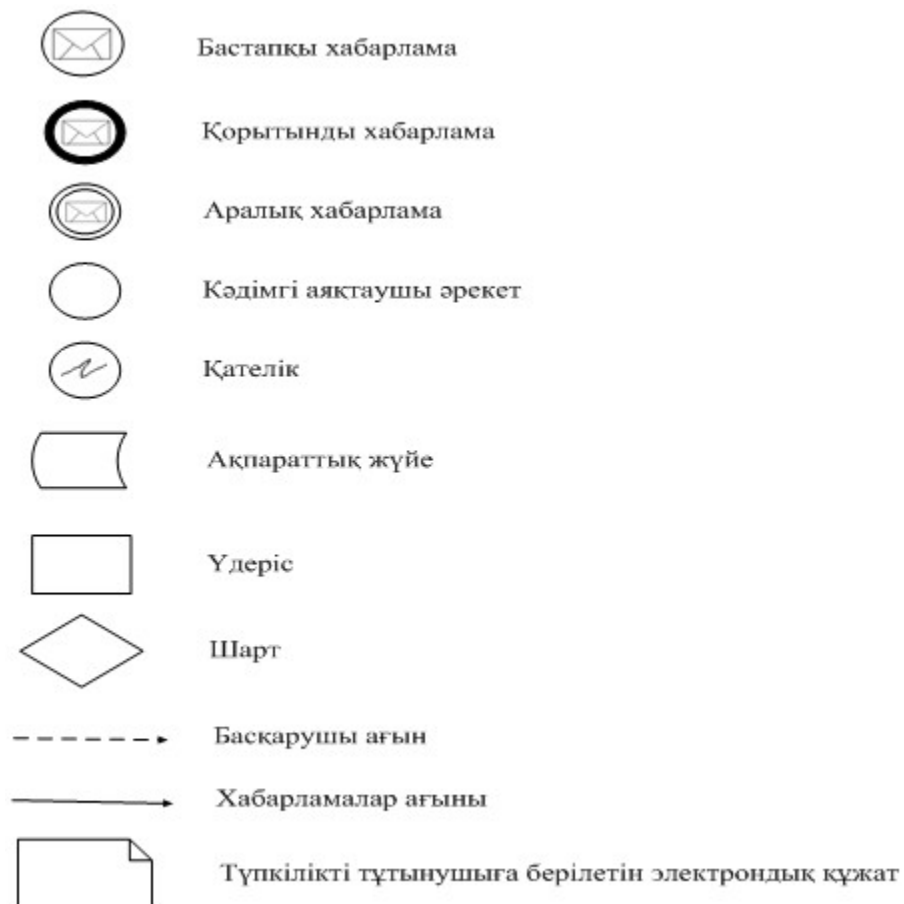 Бастапқы хабарлама
Қорытынды хабарлама
Аралық хабарлама
Кәдімгі аяқтаушы әрекет
Қателік
Ақпараттық жүйе
Үдеріс
Шарт
Басқарушы ағын
Хабарламалар ағыны
Түпкілікті тұтынушыға берілетін электрондық құжат